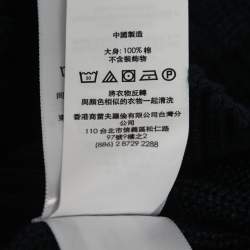 中國製造
大身: 100% 棉
不含裝飾物
將衣物反轉
與顏色相似的衣物一起清洗
香港商雷夫羅倫有限公司台灣分公司
110 台北市信義區松仁路
97號9樓之2
(886) 2 8729 2288